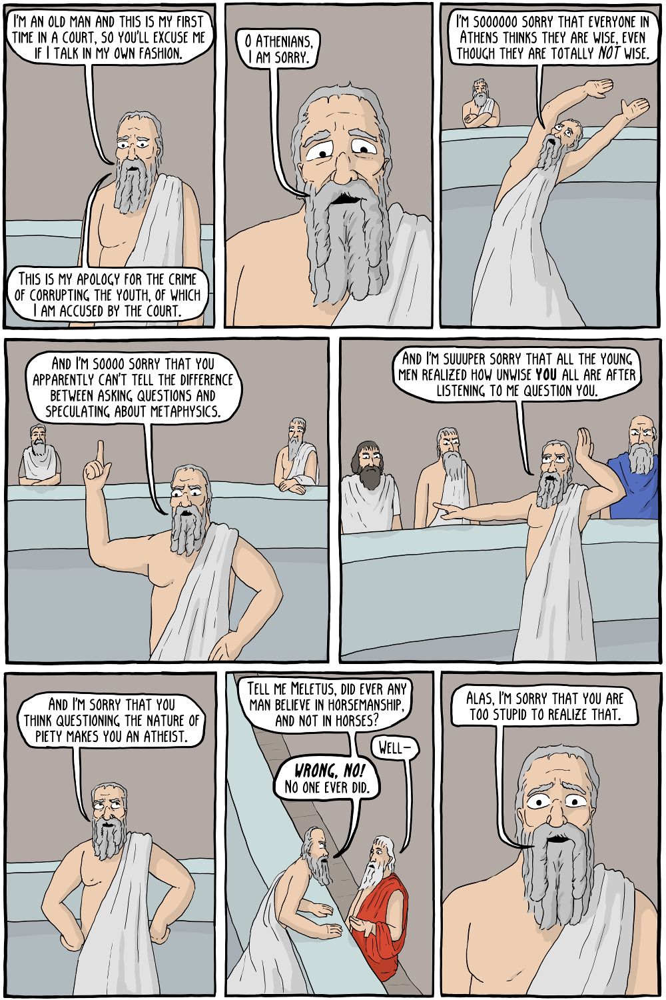 I'M AN OLD MAN AND THIS IS MY FIRST
TIME IN A COURT, SO YOU'LL EXCUSE ME
IF I TALK IN MY OWN FASHION.
THIS IS MY APOLOGY FOR THE CRIME
OF CORRUPTING THE YOUTH, OF WHICH
I AM ACCUSED BY THE COURT.
O ATHENIANS,
I AM SORRY.
I'M SOOOOOO SORRY THAT EVERYONE IN
ATHENS THINKS THEY ARE WISE, EVEN
THOUGH THEY ARE TOTALLY NOT WISE.
AND I'M SOOOO SORRY THAT YOU
APPARENTLY CAN'T TELL THE DIFFERENCE
BETWEEN ASKING QUESTIONS AND
SPECULATING ABOUT METAPHYSICS.
AND I'M SUUUPER SORRY THAT ALL THE YOUNG
MEN REALIZED HOW UNWISE YOU ALL ARE AFTER
LISTENING TO ME QUESTION YOU.
AND I'M SORRY THAT YOU
THINK QUESTIONING THE NATURE OF
PIETY MAKES YOU AN ATHEIST.
TELL ME MELETUS, DID EVER ANY
MAN BELIEVE IN HORSEMANSHIP,
AND NOT IN HORSES?
WELL–
WRONG, NO!
NO ONE EVER DID.
ALAS, I'M SORRY THAT YOU ARE
TOO STUPID TO REALIZE THAT.